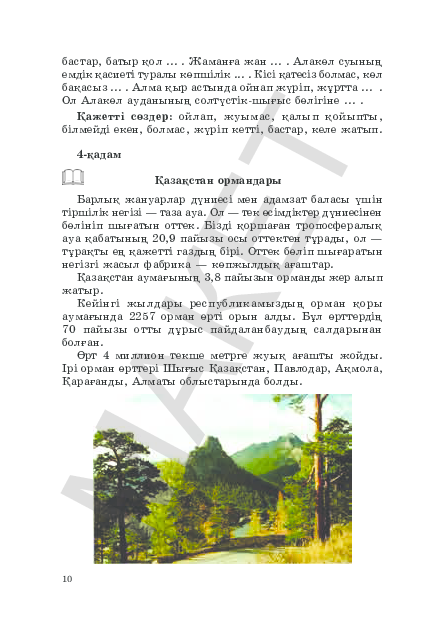 бастар, батыр қол ... . Жаманға жан ... . Алакөл суының
емдік қасиеті туралы көпшілік ... . Кісі қатесіз болмас, көл
бақасыз ... . Алма қыр астында ойнап жүріп, жұртта ... .
Ол Алакөл ауданының солтүстік-шығыс бөлігіне ... .
Қажетті сөздер: ойлап, жуымас, қалып қойыпты,
білмейді екен, болмас, жүріп кетті, бастар, келе жатып.
4-қадам
Қазақстан ормандары
Барлық жануарлар дүниесі мен адамзат баласы үшін
тіршілік негізі — таза ауа. Ол — тек өсімдіктер дүниесінен
бөлініп шығатын оттек. Бізді қоршаған тропосфералық
ауа қабатының 20,9 пайызы осы оттектен тұрады, ол —
тұрақты ең қажетті газдың бірі. Оттек бөліп шығаратын
негізгі жасыл фабрика — көпжылдық ағаштар.
Қазақстан аумағының 3,8 пайызын орманды жер алып
жатыр.
Кейінгі жылдары республикамыздың орман қоры
аумағында 2257 орман өрті орын алды. Бұл өрттердің
70 пайызы отты дұрыс пайдаланбаудың салдарынан
болған.
Өрт 4 миллион текше метрге жуық ағашты жойды.
Ірі орман өрттері Шығыс Қазақстан, Павлодар, Ақмола,
Қарағанды, Алматы облыстарында болды.
10
МАКЕТ